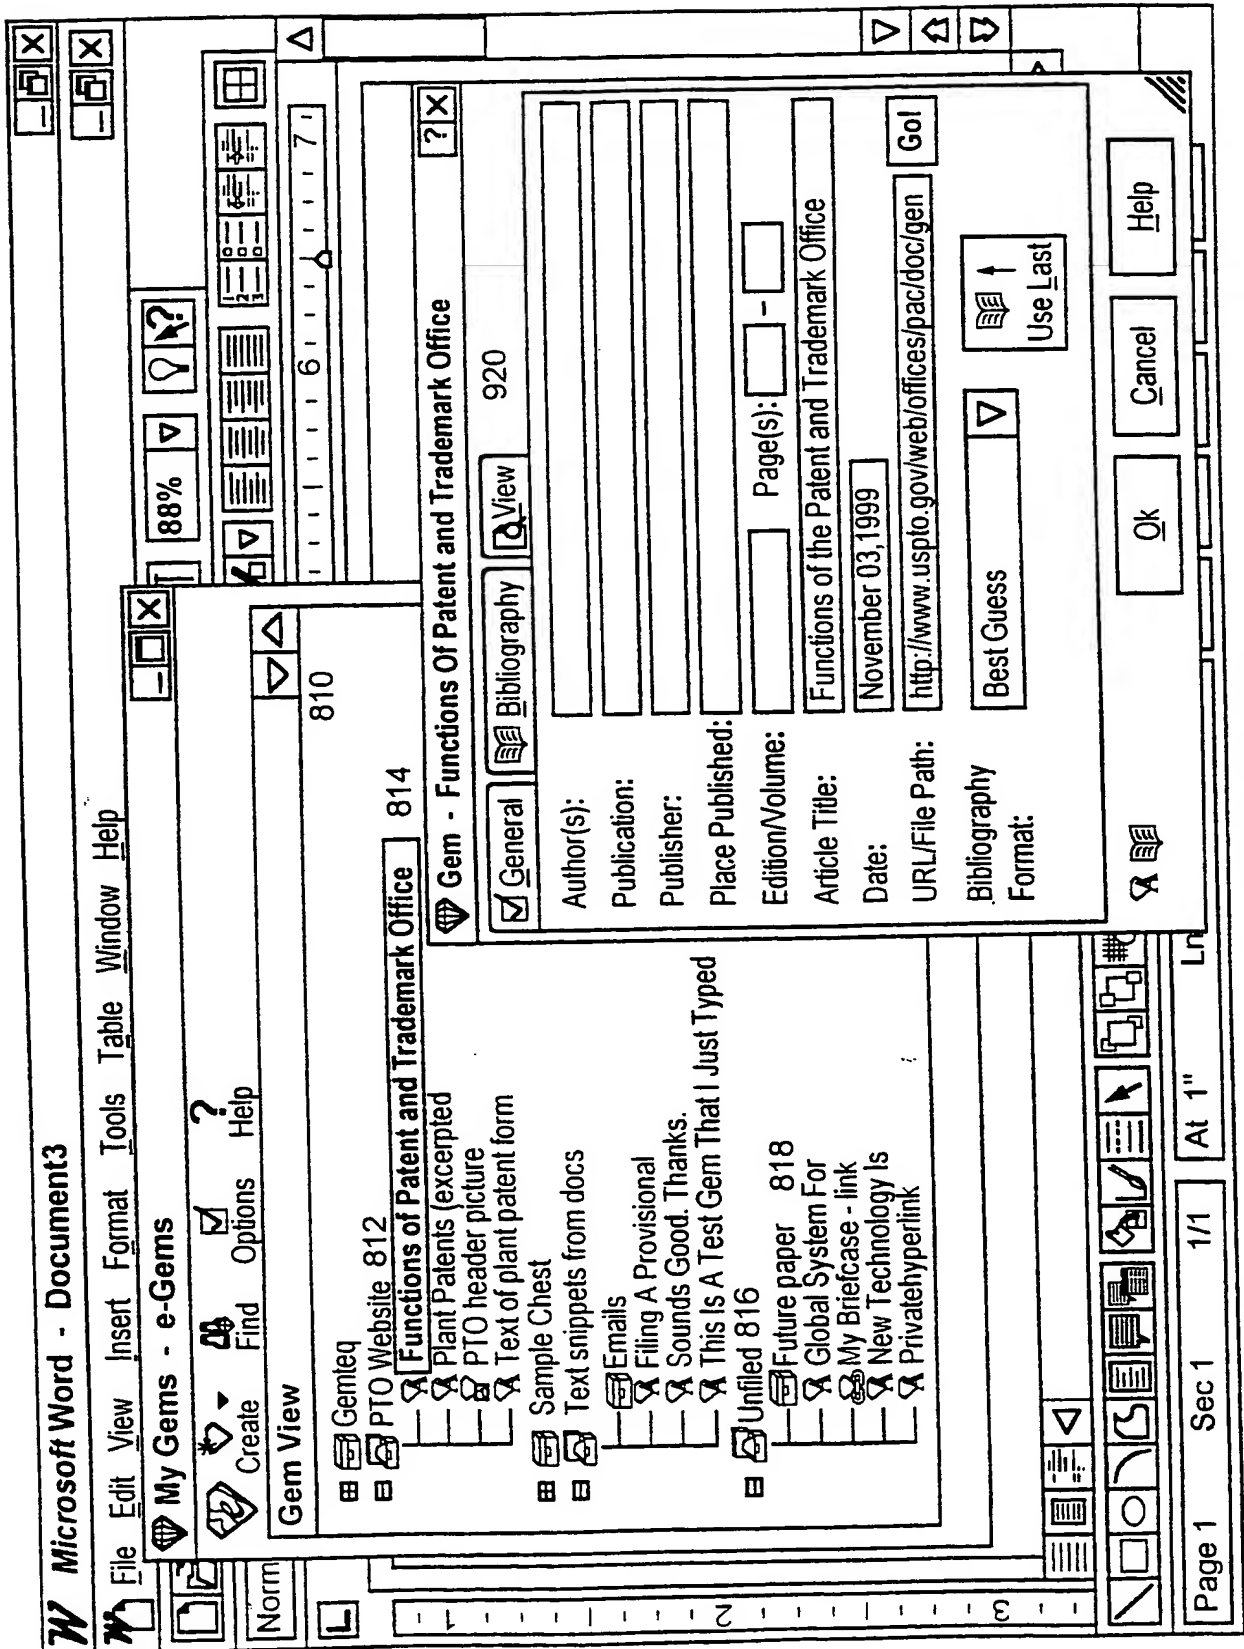 Microsoft Word - Document3
File Edit View Insert Format Tools Table Window Help
My Gems - e-Gems
88%
Create Find Options Help
Norm
Gem View
6 7
810
Gemteq
PTO Website 812
Functions of Patent and Trademark Office 814
Plant Patents (excerpted
PTO header picture
Text of plant patent form
Sample Chest
Text snippets from docs
Emails
Filing A Provisional
Sounds Good. Thanks.
This Is A Test Gem That I Just Typed
Unfiled 816
Future paper 818
Global System For
My Briefcase - link
New Technology Is
Privatehyperlink
Gem - Functions Of Patent and Trademark Office
General Bibliography View 920
Author(s):
Publication:
Publisher:
Place Published:
Edition/Volume: Page(s): -
Article Title: Functions of the Patent and Trademark Office
Date: November 03,1999
URL/File Path: http://www.uspto.gov/web/offices/pac/doc/gen Go!
Bibliography Format: Best Guess Use Last
Ok Cancel Help
1
2
3
Page 1 Sec 1 1/1 At 1" Ln